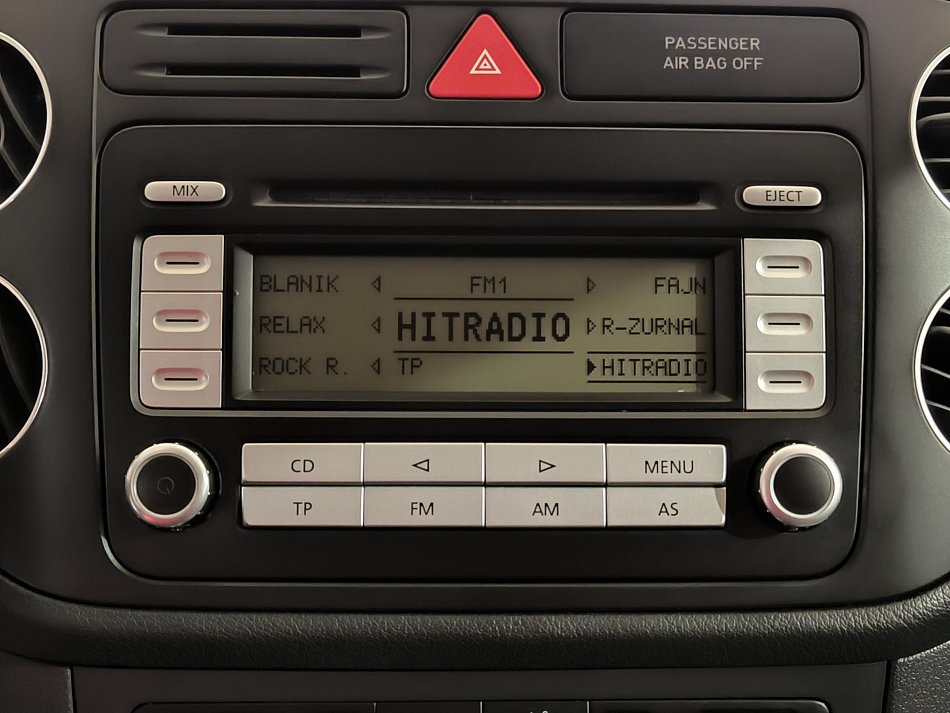 PASSENGER
AIR BAG OFF
MIX
EJECT
BLANIK FM1 FAJN
RELAX HITRADIO R-ZURNAL
ROCK R. TP HITRADIO
CD MENU
TP FM AM AS